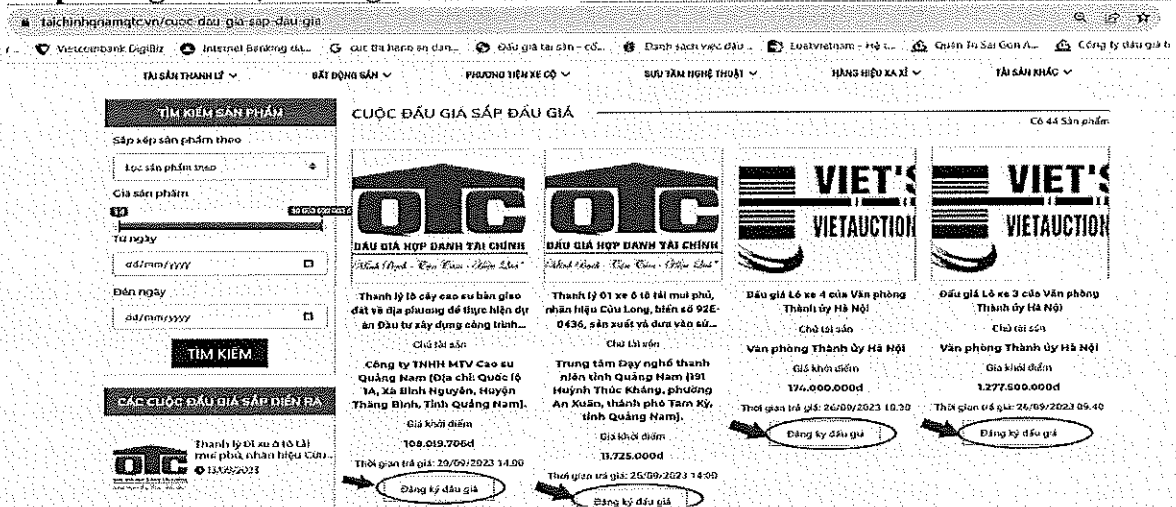 taichinhqnamqtc.vn/cuoc-dau-gia-sap-dau-gia
Vietcombank DigiBiz
Internet Banking dà...
Đấu giá tài sản – cổ...
Danh sách việc đấu ...
Luatvietnam - Hệ t...
Quán Tri Sài Gòn A...
Công ty đấu giá h
TÀI SẢN THANH LÝ
BẤT ĐỘNG SẢN
PHƯƠNG TIỆN XE CỘ
SƯU TẦM NGHỆ THUẬT
HÀNG HIỆU XA XỈ
TÀI SẢN KHÁC
TÌM KIẾM SẢN PHẨM
Sắp xếp sản phẩm theo
Lọc sản phẩm theo
Giá sản phẩm
Từ ngày
dd/mm/yyyy
Đến ngày
dd/mm/yyyy
TÌM KIẾM
CÁC CUỘC ĐẤU GIÁ SẮP DIỄN RA
Thanh lý 01 xe ô tô tải
mui phủ, nhãn hiệu Cửu...
13/09/2023
CUỘC ĐẤU GIÁ SẮP ĐẤU GIÁ
Có 44 Sản phẩm
QTC
ĐẤU GIÁ HỢP DANH TÀI CHÍNH
Thanh lý lô cây cao su bàn giao
đất về địa phương để thực hiện dự
án Đầu tư xây dựng công trình...
Chủ tài sản
Công ty TNHH MTV Cao su
Quảng Nam (Địa chỉ: Quốc lộ
1A, Xã Bình Nguyên, Huyện
Thăng Bình, Tỉnh Quảng Nam).
Giá khởi điểm
108.019.706đ
Thời gian trả giá: 29/09/2023 14:00
Đăng ký đấu giá
QTC
ĐẤU GIÁ HỢP DANH TÀI CHÍNH
Thanh lý 01 xe ô tô tải mui phủ,
nhãn hiệu Cửu Long, biển số 92E-
0436, sản xuất và đưa vào sử...
Chủ tài sản
Trung tâm Dạy nghề thanh
niên tỉnh Quảng Nam (191
Huỳnh Thúc Kháng, phường
An Xuân, thành phố Tam Kỳ,
tỉnh Quảng Nam).
Giá khởi điểm
11.725.000đ
Thời gian trả giá: 25/09/2023 14:00
Đăng ký đấu giá
VIET'S
VIETAUCTION
Đấu giá Lô xe 4 của Văn phòng
Thành ủy Hà Nội
Chủ tài sản
Văn phòng Thành ủy Hà Nội
Giá khởi điểm
174.000.000đ
Thời gian trả giá: 26/09/2023 10:30
Đăng ký đấu giá
VIET'S
VIETAUCTION
Đấu giá Lô xe 3 của Văn phòng
Thành ủy Hà Nội
Chủ tài sản
Văn phòng Thành ủy Hà Nội
Giá khởi điểm
1.277.500.000đ
Thời gian trả giá: 26/09/2023 09:40
Đăng ký đấu giá